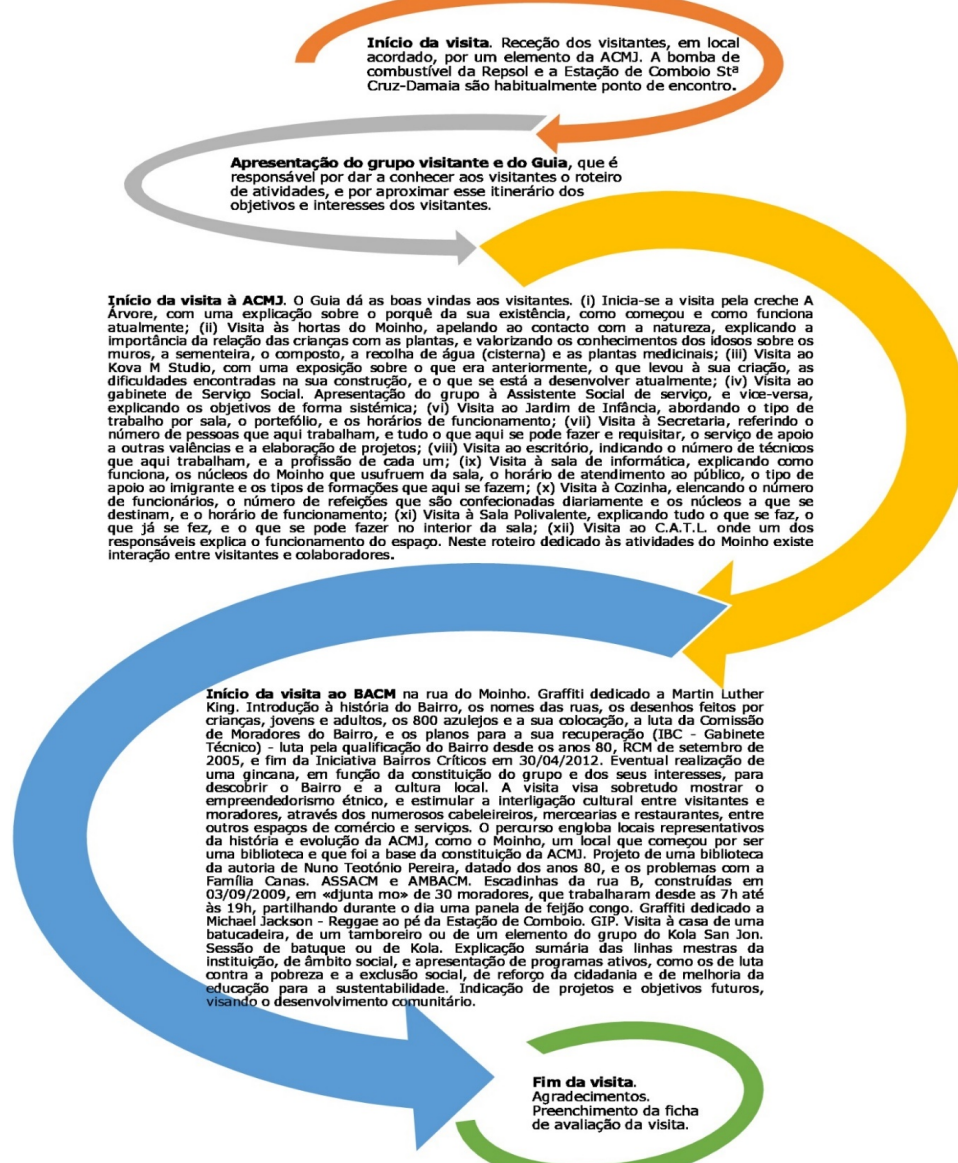 Início da visita. Receção dos visitantes, em local
acordado, por um elemento da ACMJ. A bomba de
combustível da Repsol e a Estação de Comboio Stª
Cruz-Damaia são habitualmente ponto de encontro.
Apresentação do grupo visitante e do Guia, que é
responsável por dar a conhecer aos visitantes o roteiro
de atividades, e por aproximar esse itinerário dos
objetivos e interesses dos visitantes.
Início da visita à ACMJ. O Guia dá as boas vindas aos visitantes. (i) Inicia-se a visita pela creche A
Árvore, com uma explicação sobre o porquê da sua existência, como começou e como funciona
atualmente; (ii) Visita às hortas do Moinho, apelando ao contacto com a natureza, explicando a
importância da relação das crianças com as plantas, e valorizando os conhecimentos dos idosos sobre os
muros, a sementeira, o composto, a recolha de água (cisterna) e as plantas medicinais; (iii) Visita ao
Kova M Studio, com uma exposição sobre o que era anteriormente, o que levou à sua criação, as
dificuldades encontradas na sua construção, e o que se está a desenvolver atualmente; (iv) Visita ao
gabinete de Serviço Social. Apresentação do grupo à Assistente Social de serviço, e vice-versa,
explicando os objetivos de forma sistémica; (vi) Visita ao Jardim de Infância, abordando o tipo de
trabalho por sala, o portefólio, e os horários de funcionamento; (vii) Visita à Secretaria, referindo o
número de pessoas que aqui trabalham, e tudo o que aqui se pode fazer e requisitar, o serviço de apoio
a outras valências e a elaboração de projetos; (viii) Visita ao escritório, indicando o número de técnicos
que aqui trabalham, e a profissão de cada um; (ix) Visita à sala de informática, explicando como
funciona, os núcleos do Moinho que usufruem da sala, o horário de atendimento ao público, o tipo de
apoio ao imigrante e os tipos de formações que aqui se fazem; (x) Visita à Cozinha, elencando o número
de funcionários, o número de refeições que são confecionadas diariamente e os núcleos a que se
destinam, e o horário de funcionamento; (xi) Visita à Sala Polivalente, explicando tudo o que se faz, o
que já se fez, e o que se pode fazer no interior da sala; (xii) Visita ao C.A.T.L. onde um dos
responsáveis explica o funcionamento do espaço. Neste roteiro dedicado às atividades do Moinho existe
interação entre visitantes e colaboradores.
Início da visita ao BACM na rua do Moinho. Graffiti dedicado a Martin Luther
King. Introdução à história do Bairro, os nomes das ruas, os desenhos feitos por
crianças, jovens e adultos, os 800 azulejos e a sua colocação, a luta da Comissão
de Moradores do Bairro, e os planos para a sua recuperação (IBC - Gabinete
Técnico) - luta pela qualificação do Bairro desde os anos 80, RCM de setembro de
2005, e fim da Iniciativa Bairros Críticos em 30/04/2012. Eventual realização de
uma gincana, em função da constituição do grupo e dos seus interesses, para
descobrir o Bairro e a cultura local. A visita visa sobretudo mostrar o
empreendedorismo étnico, e estimular a interligação cultural entre visitantes e
moradores, através dos numerosos cabeleireiros, mercearias e restaurantes, entre
outros espaços de comércio e serviços. O percurso engloba locais representativos
da história e evolução da ACMJ, como o Moinho, um local que começou por ser
uma biblioteca e que foi a base da constituição da ACMJ. Projeto de uma biblioteca
da autoria de Nuno Teotónio Pereira, datado dos anos 80, e os problemas com a
Família Canas. ASSACM e AMBACM. Escadinhas da rua B, construídas em
03/09/2009, em «djunta mo» de 30 moradores, que trabalharam desde as 7h até
às 19h, partilhando durante o dia uma panela de feijão congo. Graffiti dedicado a
Michael Jackson - Reggae ao pé da Estação de Comboio. GIP. Visita à casa de uma
batucadeira, de um tamboreiro ou de um elemento do grupo do Kola San Jon.
Sessão de batuque ou de Kola. Explicação sumária das linhas mestras da
instituição, de âmbito social, e apresentação de programas ativos, como os de luta
contra a pobreza e a exclusão social, de reforço da cidadania e de melhoria da
educação para a sustentabilidade. Indicação de projetos e objetivos futuros,
visando o desenvolvimento comunitário.
Fim da visita.
Agradecimentos.
Preenchimento da ficha
de avaliação da visita.